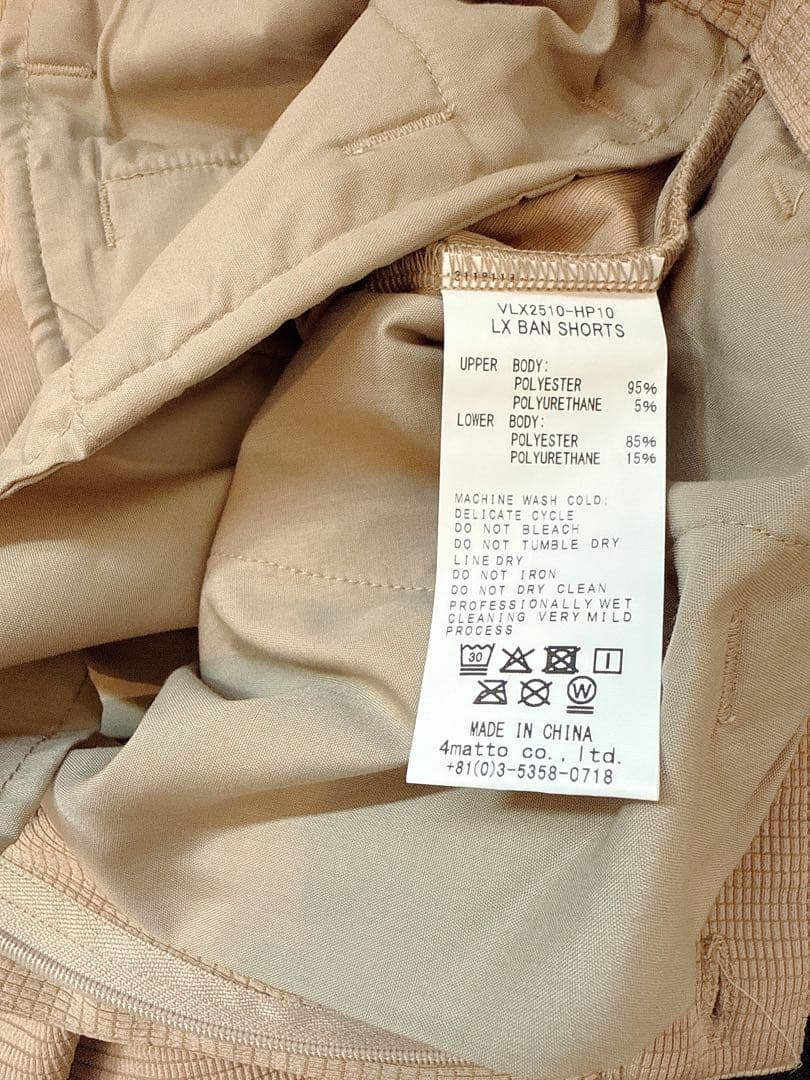 VLX2510-HP10
LX BAN SHORTS
UPPER BODY:
POLYESTER 95%
POLYURETHANE 5%
LOWER BODY:
POLYESTER 85%
POLYURETHANE 15%
MACHINE WASH COLD:
DELICATE CYCLE
DO NOT BLEACH
DO NOT TUMBLE DRY
LINE DRY
DO NOT IRON
DO NOT DRY CLEAN
PROFESSIONALLY WET
CLEANING VERY MILD
PROCESS
30
W
MADE IN CHINA
4matto co., ltd.
+81(0)3-5358-0718